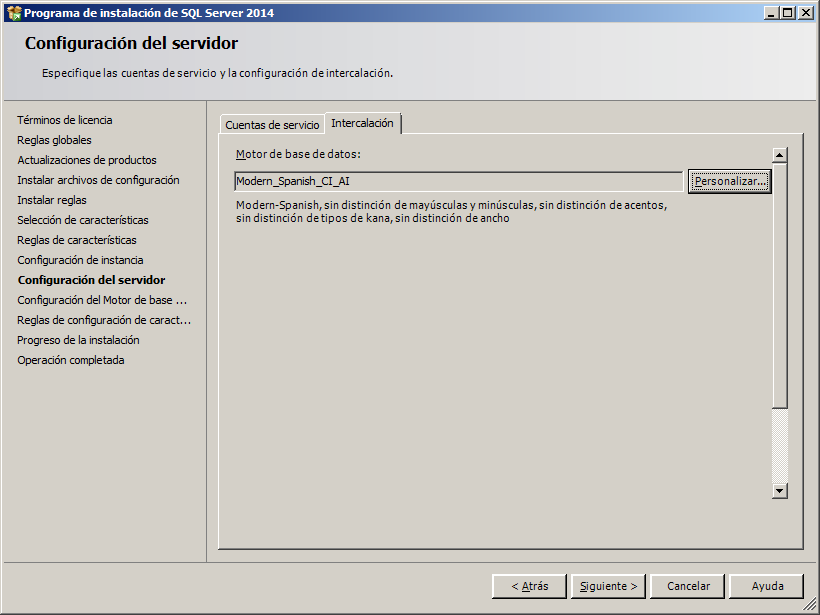 Programa de instalación de SQL Server 2014
Configuración del servidor
Especifique las cuentas de servicio y la configuración de intercalación.
Términos de licencia
Reglas globales
Actualizaciones de productos
Instalar archivos de configuración
Instalar reglas
Selección de características
Reglas de características
Configuración de instancia
Configuración del servidor
Configuración del Motor de base ...
Reglas de configuración de caract...
Progreso de la instalación
Operación completada
Cuentas de servicio
Intercalación
Motor de base de datos:
Modern_Spanish_CI_AI
Personalizar...
Modern-Spanish, sin distinción de mayúsculas y minúsculas, sin distinción de acentos,
sin distinción de tipos de kana, sin distinción de ancho
< Atrás
Siguiente >
Cancelar
Ayuda